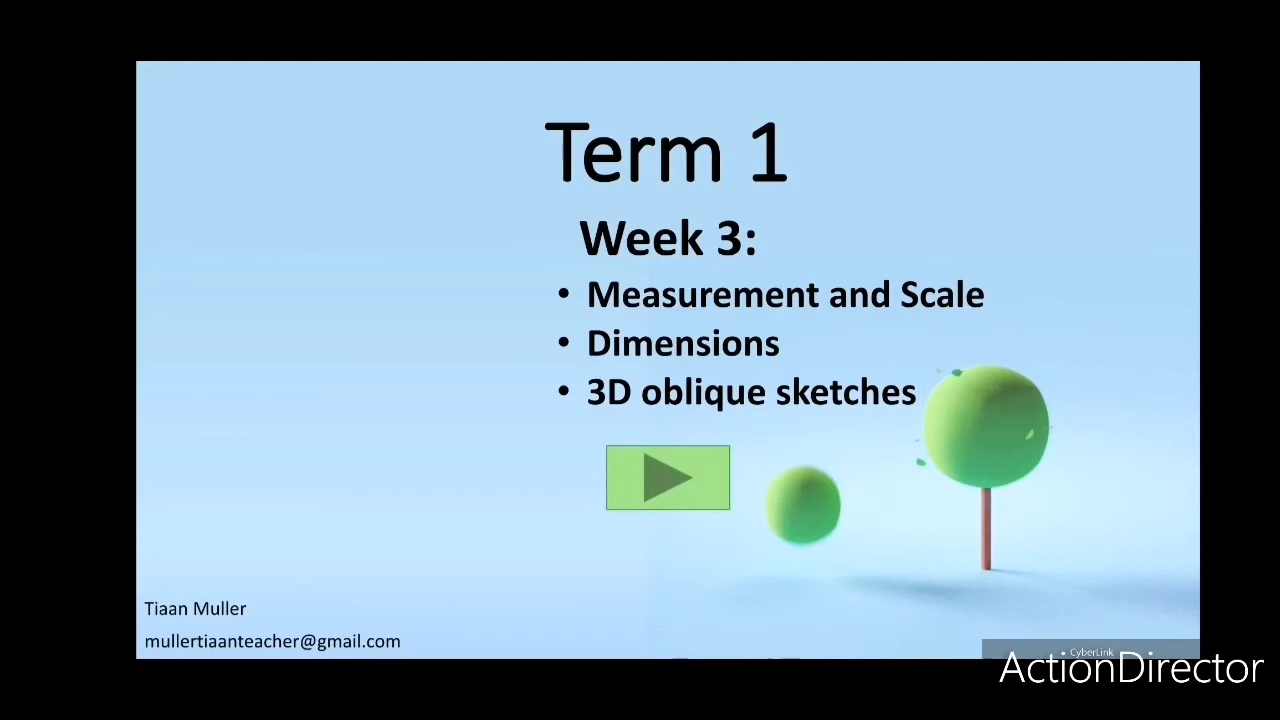 Term 1
Week 3:
• Measurement and Scale
• Dimensions
• 3D oblique sketches
Tiaan Muller
mullertiaanteacher@gmail.com
CyberLink
ActionDirector